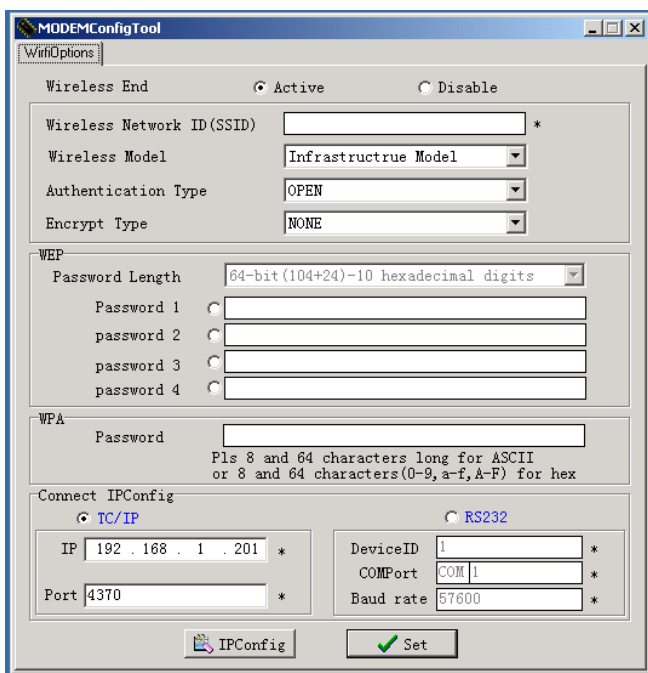 MODEMConfigTool
WirfiOptions
Wireless End Active Disable
Wireless Network ID(SSID) *
Wireless Model Infrastructrue Model
Authentication Type OPEN
Encrypt Type NONE
WEP
Password Length 64-bit(104+24)-10 hexadecimal digits
Password 1
password 2
password 3
password 4
WPA
Password
Pls 8 and 64 characters long for ASCII
or 8 and 64 characters(0-9,a-f,A-F) for hex
Connect IPConfig
TC/IP RS232
IP 192 . 168 . 1 . 201 * DeviceID 1 *
COMPort COM 1 *
Port 4370 * Baud rate 57600 *
IPConfig Set